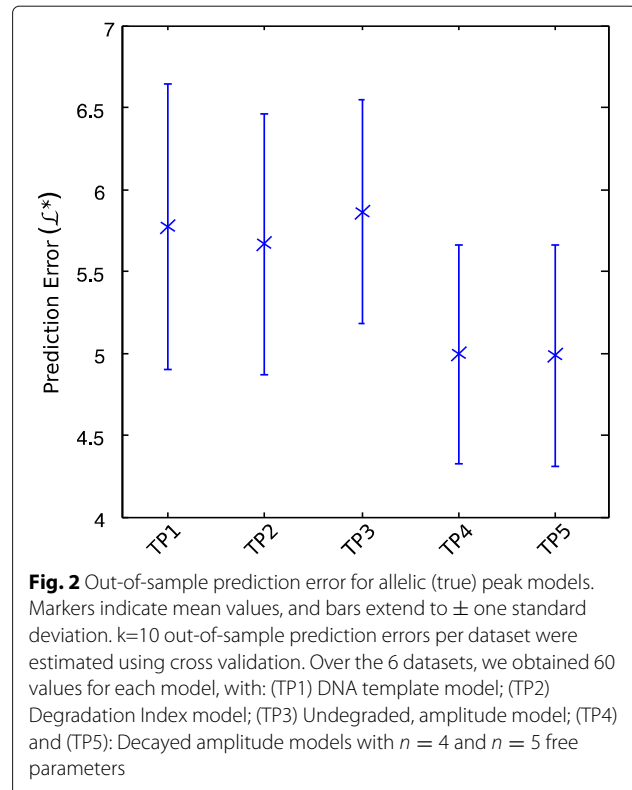 7
6.5
6
5.5
5
4.5
4
Prediction Error (ℒ*)
TP1
TP2
TP3
TP4
TP5
Fig. 2 Out-of-sample prediction error for allelic (true) peak models.
Markers indicate mean values, and bars extend to ± one standard
deviation. k=10 out-of-sample prediction errors per dataset were
estimated using cross validation. Over the 6 datasets, we obtained 60
values for each model, with: (TP1) DNA template model; (TP2)
Degradation Index model; (TP3) Undegraded, amplitude model; (TP4)
and (TP5): Decayed amplitude models with n = 4 and n = 5 free
parameters